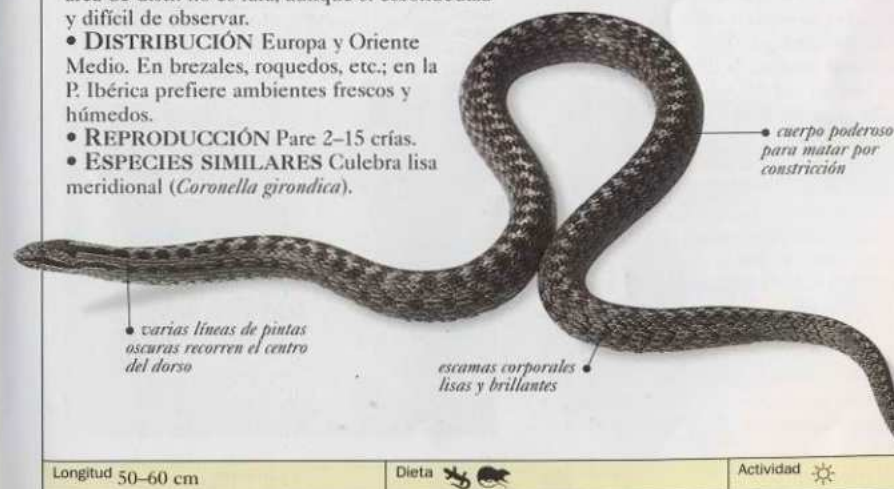 y difícil de observar.
• DISTRIBUCIÓN Europa y Oriente
Medio. En brezales, roquedos, etc.; en la
P. Ibérica prefiere ambientes frescos y
húmedos.
• REPRODUCCIÓN Pare 2–15 crías.
• ESPECIES SIMILARES Culebra lisa
meridional (Coronella girondica).
cuerpo poderoso
para matar por
constricción
varias líneas de pintas
oscuras recorren el centro
del dorso
escamas corporales
lisas y brillantes
Longitud 50–60 cm
Dieta
Actividad